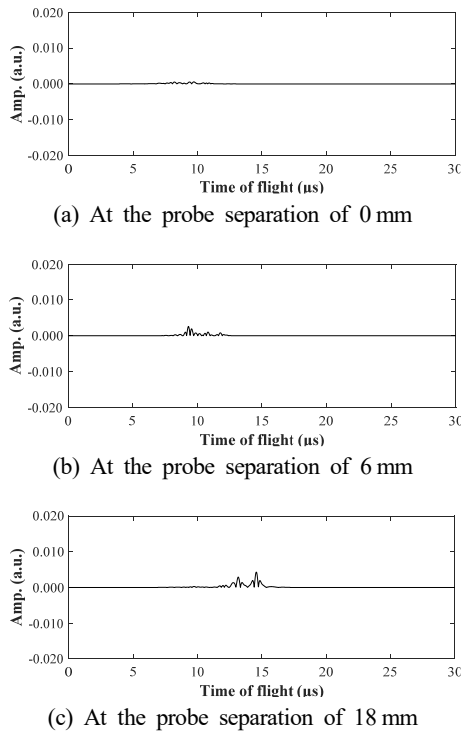 0.020
0.010
0.000
-0.010
-0.020
Amp. (a.u.)
0 5 10 15 20 25 30
Time of flight (μs)
(a) At the probe separation of 0 mm
0.020
0.010
0.000
-0.010
-0.020
Amp. (a.u.)
0 5 10 15 20 25 30
Time of flight (μs)
(b) At the probe separation of 6 mm
0.020
0.010
0.000
-0.010
-0.020
Amp. (a.u.)
0 5 10 15 20 25 30
Time of flight (μs)
(c) At the probe separation of 18 mm